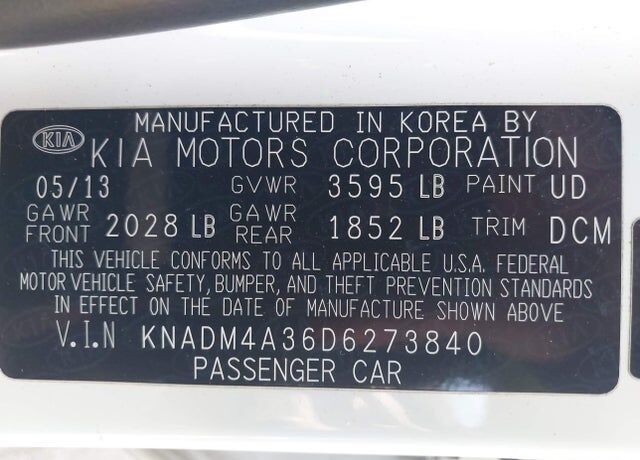 MANUFACTURED IN KOREA BY
KIA KIA MOTORS CORPORATION
05/13 GVWR 3595 LB PAINT UD
GAWR FRONT 2028 LB GAWR REAR 1852 LB TRIM DCM
THIS VEHICLE CONFORMS TO ALL APPLICABLE U.S.A. FEDERAL
MOTOR VEHICLE SAFETY, BUMPER, AND THEFT PREVENTION STANDARDS
IN EFFECT ON THE DATE OF MANUFACTURE SHOWN ABOVE
V.I.N KNADM4A36D6273840
PASSENGER CAR